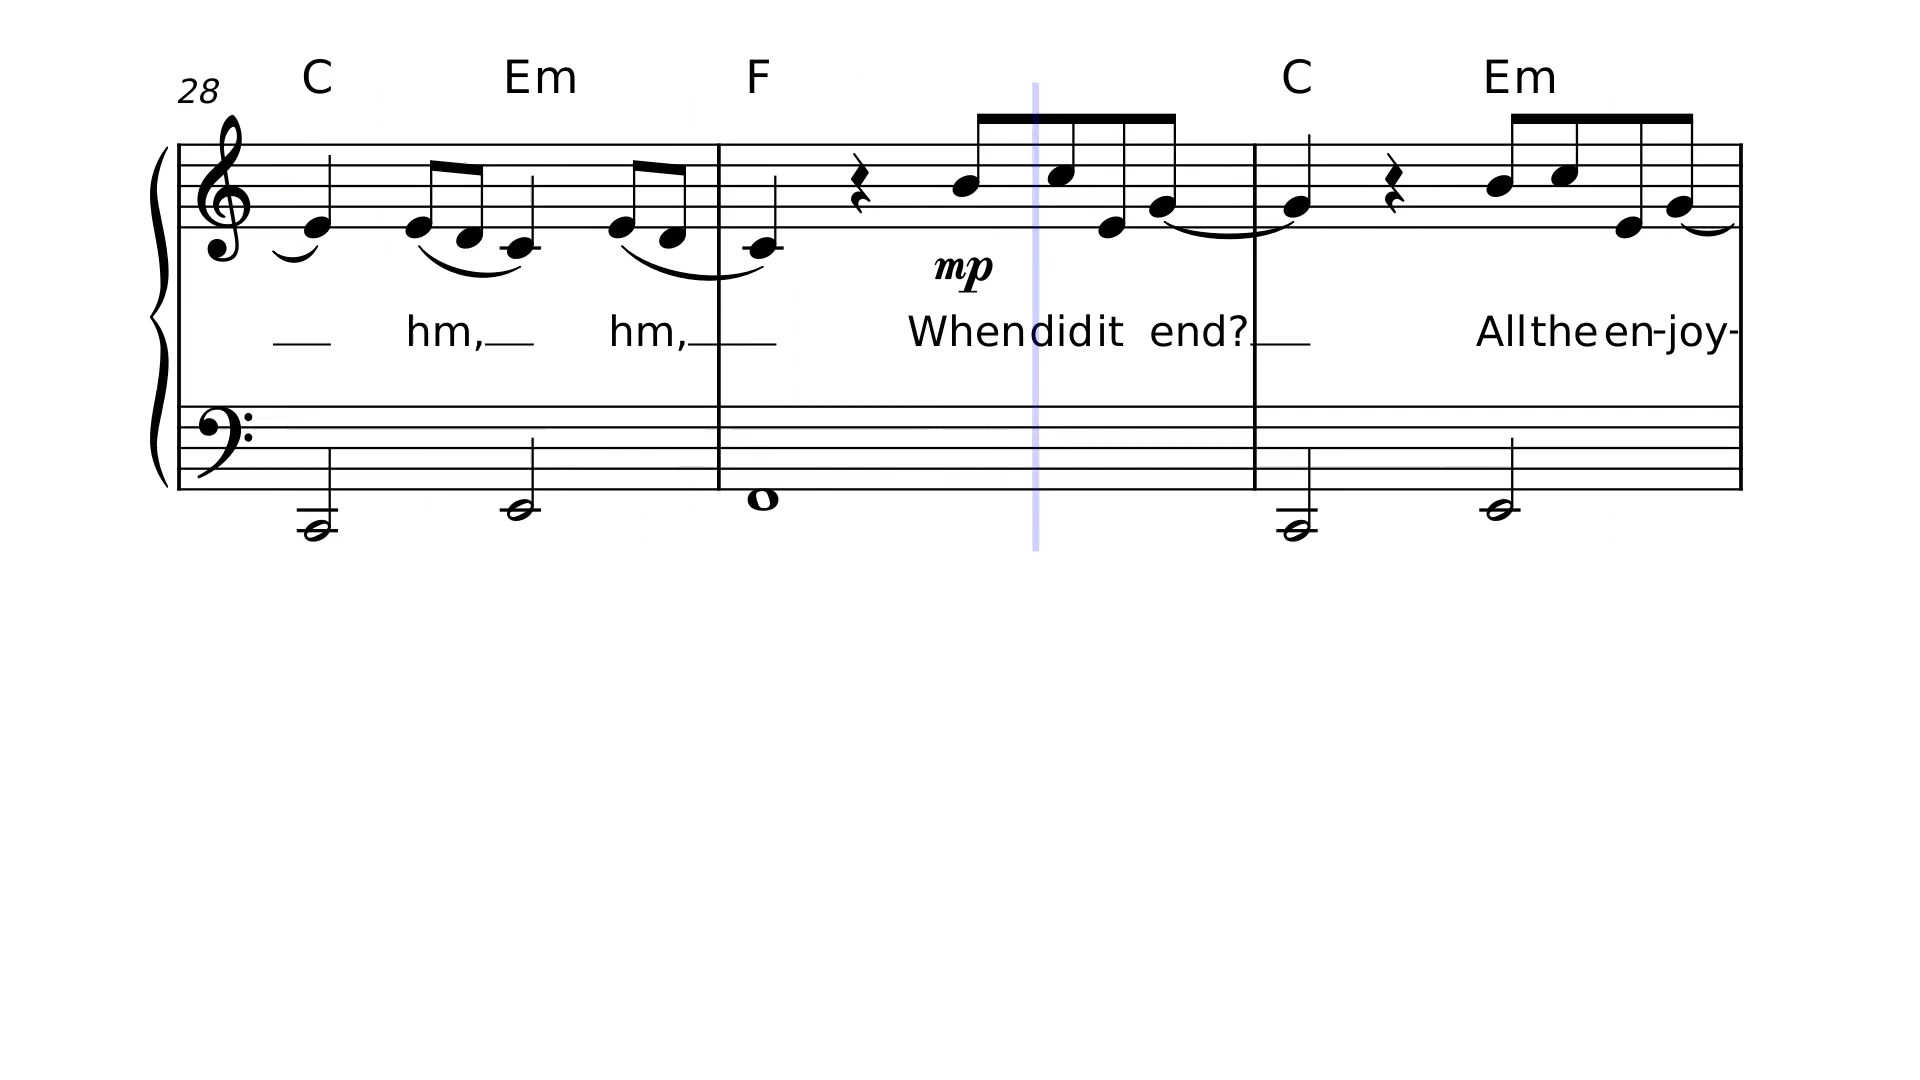 28 C Em F C Em
mp
hm, hm, When did it end? All the en-joy-